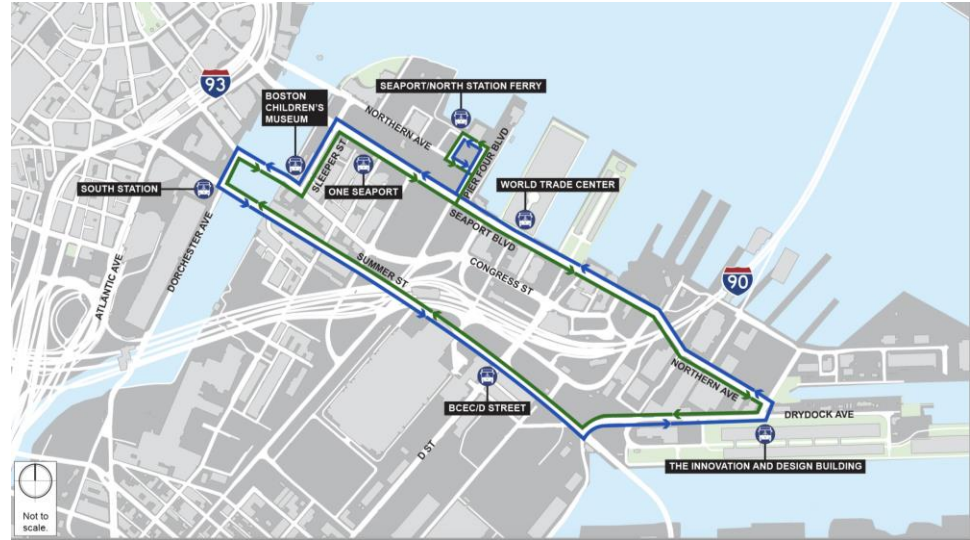 93
SEAPORT/NORTH STATION FERRY
BOSTON
CHILDREN'S
MUSEUM
NORTHERN AVE
PIER FOUR BLVD
SLEEPER ST
SOUTH STATION
ONE SEAPORT
WORLD TRADE CENTER
SEAPORT BLVD
DORCHESTER AVE
ATLANTIC AVE
SUMMER ST
CONGRESS ST
90
NORTHERN AVE
BCEC/D STREET
DRYDOCK AVE
D ST
THE INNOVATION AND DESIGN BUILDING
Not to
scale.